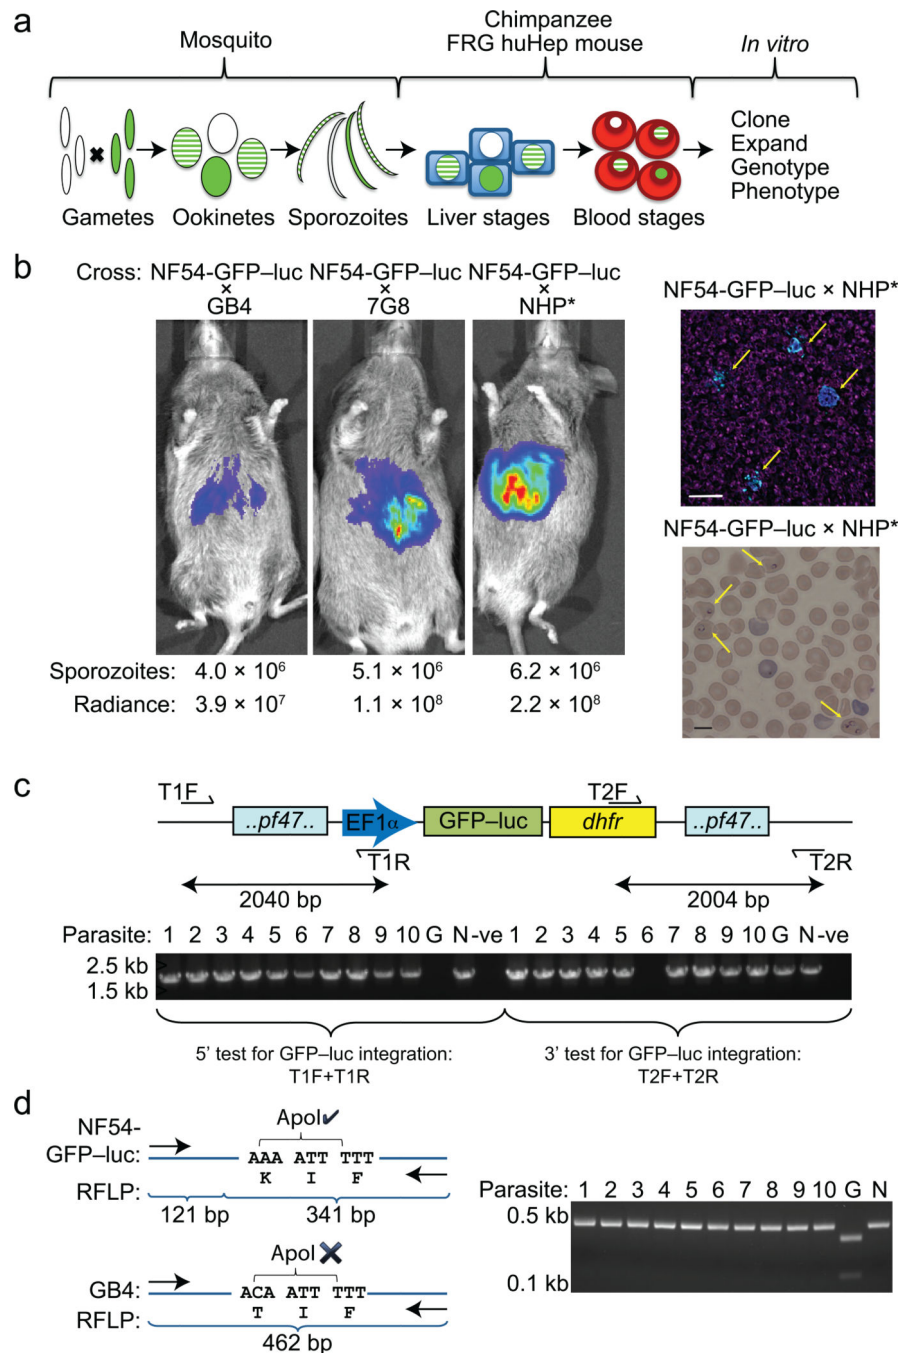 a
Mosquito
Chimpanzee
FRG huHep mouse
In vitro
Clone
Expand
Genotype
Phenotype
Gametes
Ookinetes
Sporozoites
Liver stages
Blood stages
b
Cross: NF54-GFP–luc × GB4
NF54-GFP–luc × 7G8
NF54-GFP–luc × NHP*
NF54-GFP–luc × NHP*
NF54-GFP–luc × NHP*
Sporozoites: 4.0 × 10⁶ 5.1 × 10⁶ 6.2 × 10⁶
Radiance: 3.9 × 10⁷ 1.1 × 10⁸ 2.2 × 10⁸
c
T1F
T2F
..pf47..
EF1α
GFP–luc
dhfr
..pf47..
T1R
T2R
2040 bp
2004 bp
Parasite: 1 2 3 4 5 6 7 8 9 10 G N -ve 1 2 3 4 5 6 7 8 9 10 G N -ve
2.5 kb
1.5 kb
5’ test for GFP–luc integration:
T1F+T1R
3’ test for GFP–luc integration:
T2F+T2R
d
NF54-
GFP–luc:
ApoI✓
AAA ATT TTT
K I F
RFLP:
121 bp
341 bp
ApoI ✖
GB4:
ACA ATT TTT
T I F
RFLP:
462 bp
Parasite: 1 2 3 4 5 6 7 8 9 10 G N
0.5 kb
0.1 kb